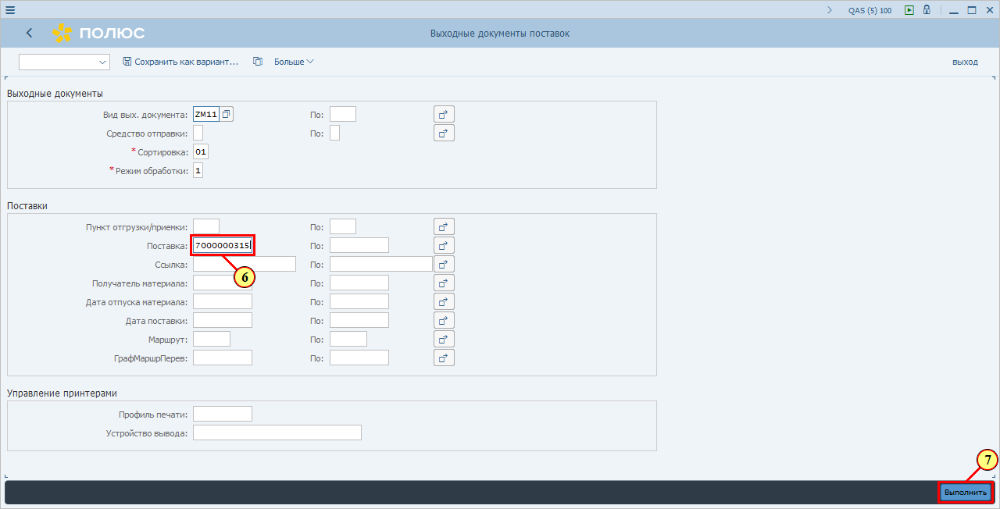 QAS (5) 100
ПОЛЮС
Выходные документы поставок
Сохранить как вариант... Больше выход
Выходные документы
Вид вых. документа: ZM11 По:
Средство отправки: По:
*Сортировка: 01
*Режим обработки: 1
Поставки
Пункт отгрузки/приемки: По:
Поставка: 7000000315 По:
Ссылка: По:
6
Получатель материала: По:
Дата отпуска материала: По:
Дата поставки: По:
Маршрут: По:
ГрафМаршрПерев: По:
Управление принтерами
Профиль печати:
Устройство вывода:
7
Выполнить